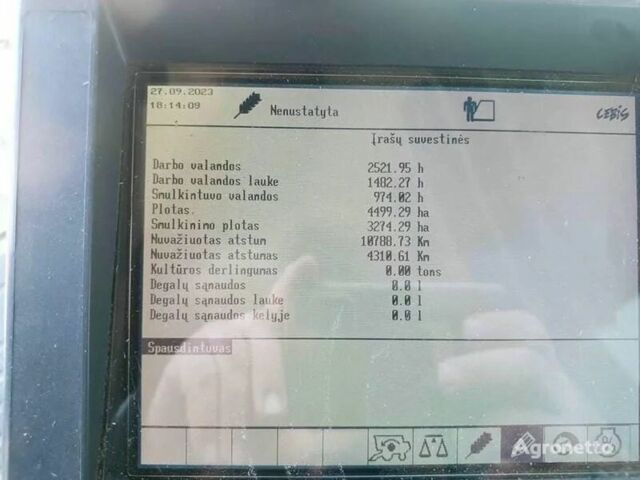 27.09.2023
18:14:09
Nenustatyta
CEBIS
Įrašų suvestinės
Darbo valandos 2521.95 h
Darbo valandos lauke 1482.27 h
Smulkintuvo valandos 974.02 h
Plotas. 4499.29 ha
Smulkinimo plotas 3274.29 ha
Nuvažiuotas atstum 10788.73 Km
Nuvažiuotas atstumas 4310.61 Km
Kultūros derlingumas 0.00 tons
Degalų sąnaudos 0.0 l
Degalų sąnaudos lauke 0.0 l
Degalų sąnaudos kelyje 0.0 l
Spausdintuvas
Agronetto